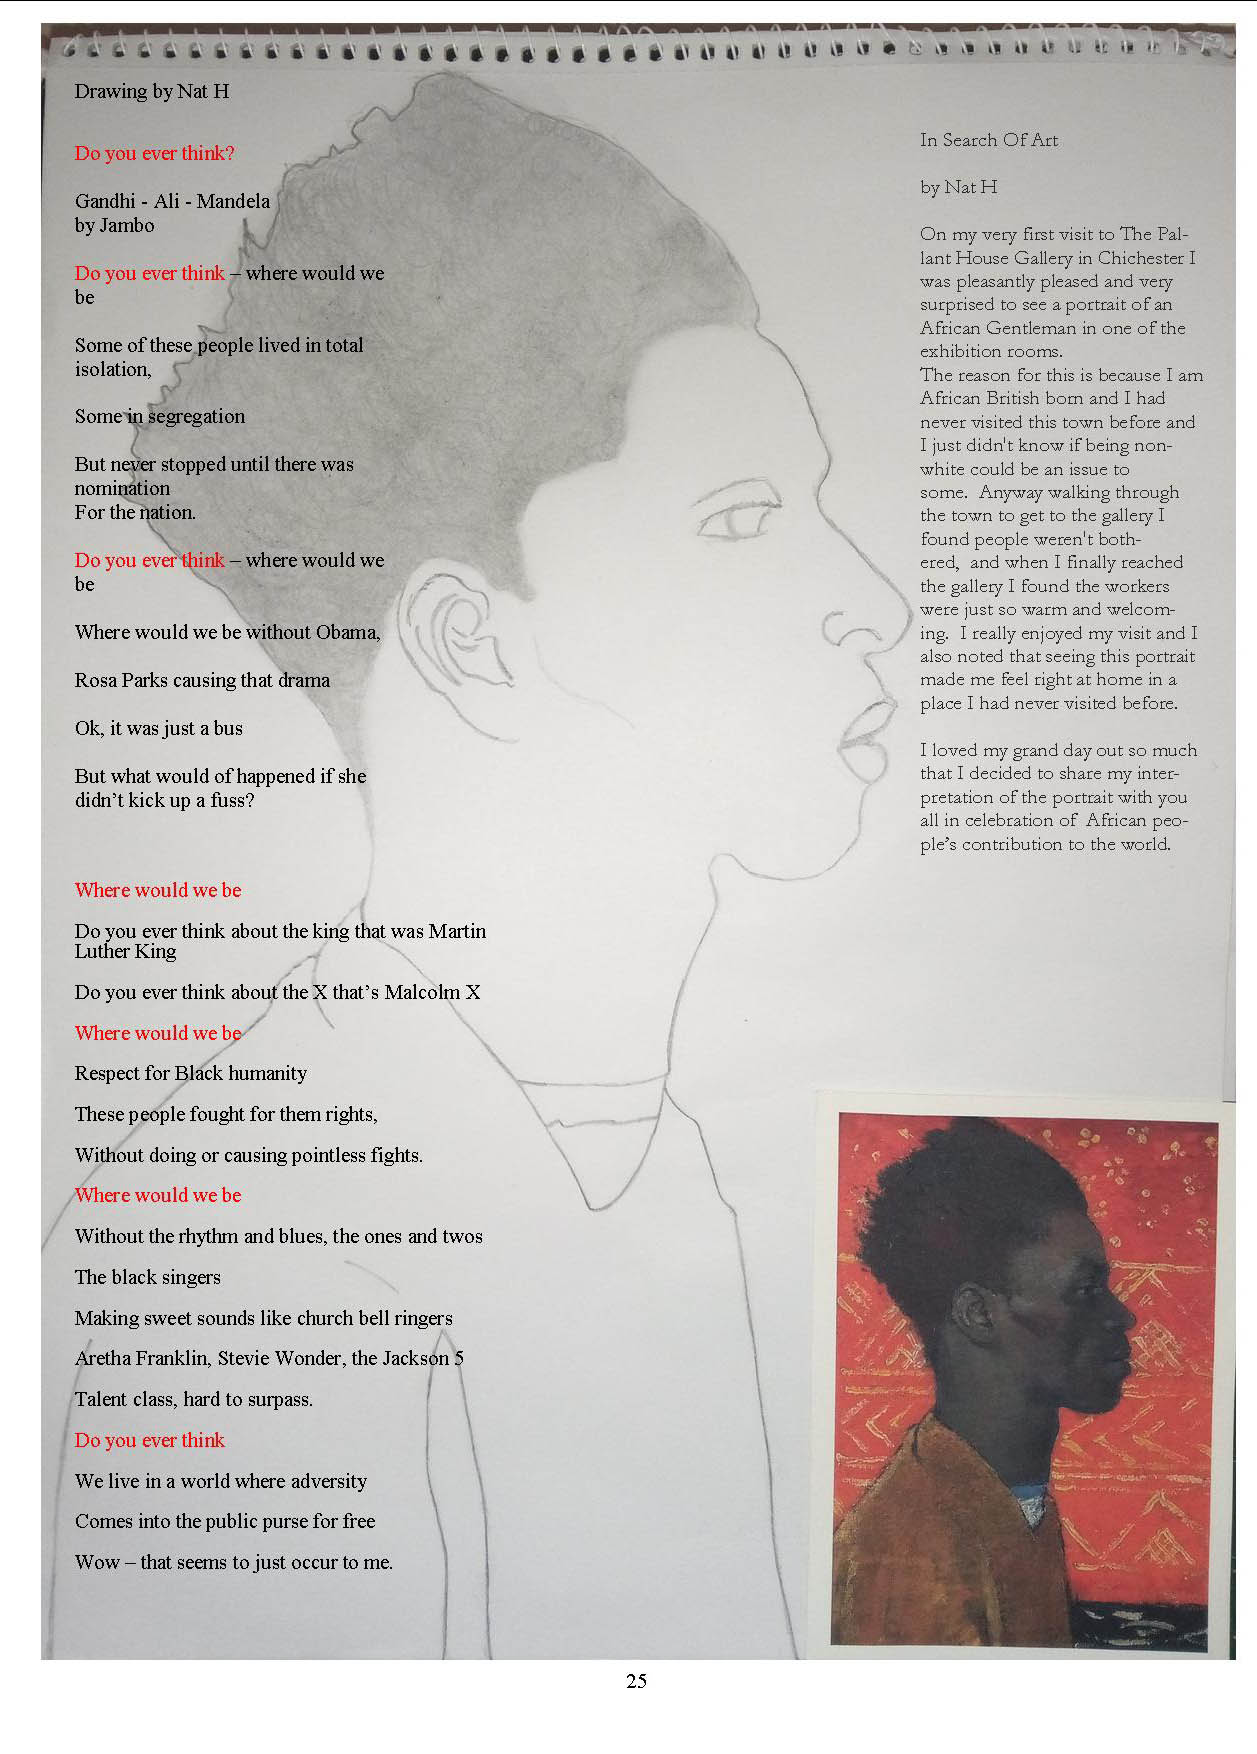 Drawing by Nat H
Do you ever think?
Gandhi - Ali - Mandela
by Jambo
Do you ever think – where would we
be
Some of these people lived in total
isolation,
Some in segregation
But never stopped until there was
nomination
For the nation.
Do you ever think – where would we
be
Where would we be without Obama,
Rosa Parks causing that drama
Ok, it was just a bus
But what would of happened if she
didn’t kick up a fuss?
Where would we be
Do you ever think about the king that was Martin
Luther King
Do you ever think about the X that’s Malcolm X
Where would we be
Respect for Black humanity
These people fought for them rights,
Without doing or causing pointless fights.
Where would we be
Without the rhythm and blues, the ones and twos
The black singers
Making sweet sounds like church bell ringers
Aretha Franklin, Stevie Wonder, the Jackson 5
Talent class, hard to surpass.
Do you ever think
We live in a world where adversity
Comes into the public purse for free
Wow – that seems to just occur to me.
In Search Of Art
by Nat H
On my very first visit to The Pal-
lant House Gallery in Chichester I
was pleasantly pleased and very
surprised to see a portrait of an
African Gentleman in one of the
exhibition rooms.
The reason for this is because I am
African British born and I had
never visited this town before and
I just didn't know if being non-
white could be an issue to
some.  Anyway walking through
the town to get to the gallery I
found people weren't both-
ered,  and when I finally reached
the gallery I found the workers
were just so warm and welcom-
ing.  I really enjoyed my visit and I
also noted that seeing this portrait
made me feel right at home in a
place I had never visited before.
I loved my grand day out so much
that I decided to share my inter-
pretation of the portrait with you
all in celebration of  African peo-
ple’s contribution to the world.
25